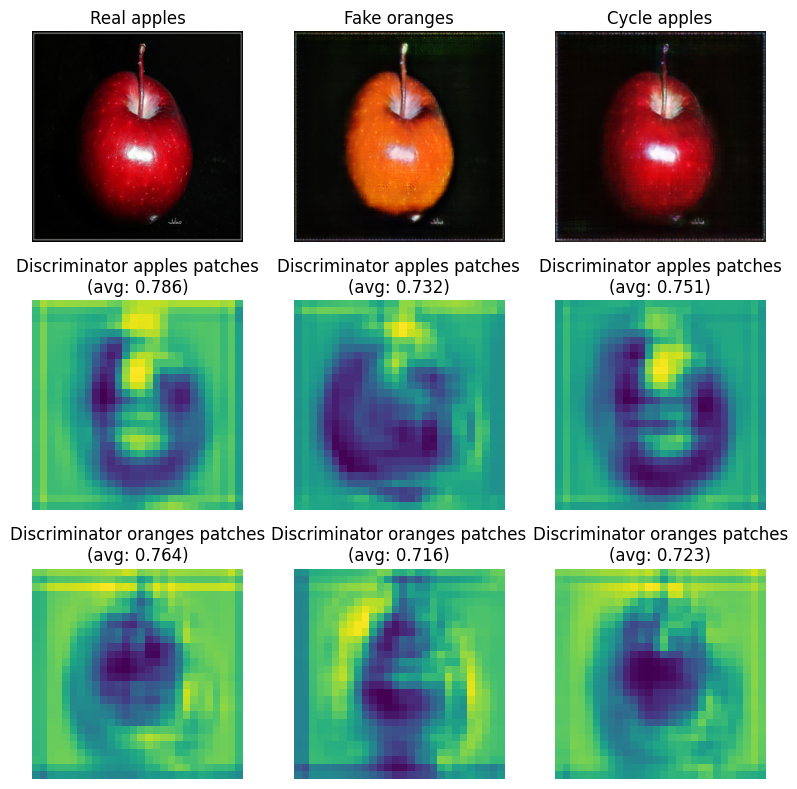 Real apples
Fake oranges
Cycle apples
Discriminator apples patches
(avg: 0.786)
Discriminator apples patches
(avg: 0.732)
Discriminator apples patches
(avg: 0.751)
Discriminator oranges patches
(avg: 0.764)
Discriminator oranges patches
(avg: 0.716)
Discriminator oranges patches
(avg: 0.723)